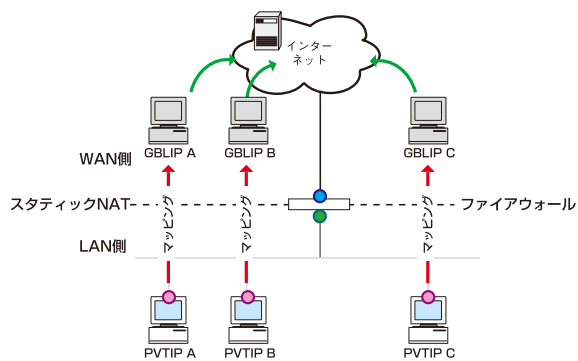 インター
ネット
GBLIP A
GBLIP B
GBLIP C
WAN側
スタティックNAT
マッピング
マッピング
マッピング
ファイアウォール
LAN側
PVTIP A
PVTIP B
PVTIP C